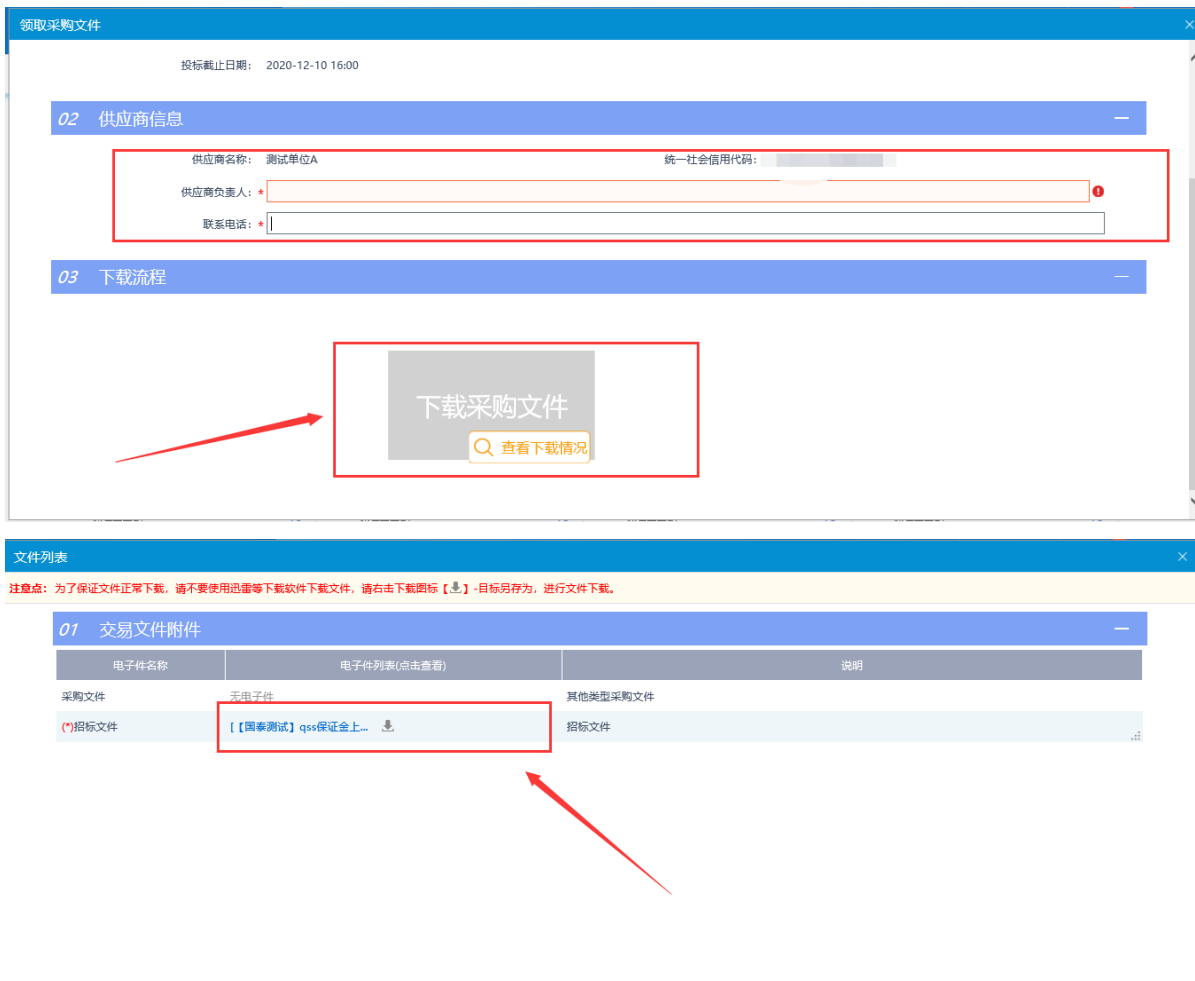 领取采购文件
投标截止日期： 2020-12-10 16:00
02 供应商信息
供应商名称： 测试单位A 统一社会信用代码：
供应商负责人：*
联系电话：*
03 下载流程
下载采购文件
查看下载情况
文件列表
注意点：为了保证文件正常下载，请不要使用迅雷等下载软件下载文件，请右击下载图标【】-目标另存为，进行文件下载。
01 交易文件附件
电子件名称 电子件列表(点击查看) 说明
采购文件 无电子件 其他类型采购文件
(*)招标文件 [【国泰测试】qss保证金上... 招标文件